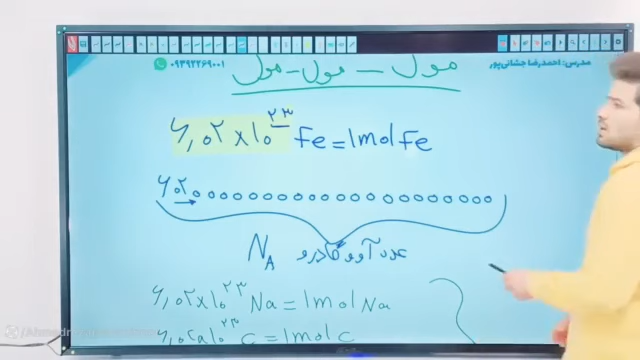 مدرس: احمدرضا جشانی‌پور
۰۹۳۹۲۲۶۹۰۰۱
مول - مول - مول
۶٫۰۲ × ۱۰^۲۳ Fe = 1mol Fe
۶۰۲۰۰۰۰۰۰۰۰۰۰۰۰۰۰۰۰۰۰۰۰۰
عدد آووگادرو N_A
۶٫۰۲×۱۰^۲۳ Na = 1mol Na
۶٫۰۲×۱۰^۲۳ C = 1mol C